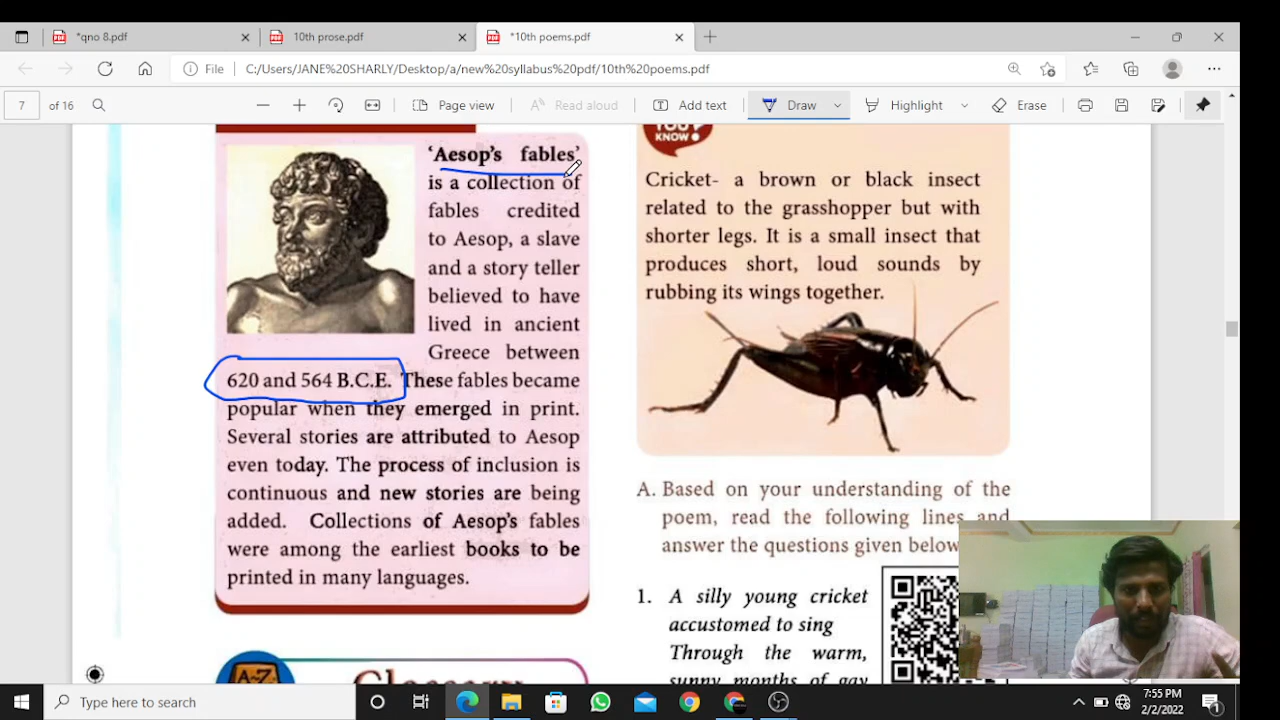 *qno 8.pdf
10th prose.pdf
*10th poems.pdf
File
C:/Users/JANE%20SHARLY/Desktop/a/new%20syllabus%20pdf/10th%20poems.pdf
7 of 16
Page view
Read aloud
Add text
Draw
Highlight
Erase
‘Aesop's fables’
is a collection of
fables credited
to Aesop, a slave
and a story teller
believed to have
lived in ancient
Greece between
620 and 564 B.C.E. These fables became
popular when they emerged in print.
Several stories are attributed to Aesop
even today. The process of inclusion is
continuous and new stories are being
added. Collections of Aesop's fables
were among the earliest books to be
printed in many languages.
A-Z
Glossary
YOU
KNOW?
Cricket- a brown or black insect
related to the grasshopper but with
shorter legs. It is a small insect that
produces short, loud sounds by
rubbing its wings together.
A. Based on your understanding of the
poem, read the following lines and
answer the questions given below
1. A silly young cricket
accustomed to sing
Through the warm,
sunny months of gay
Type here to search
7:55 PM
2/2/2022